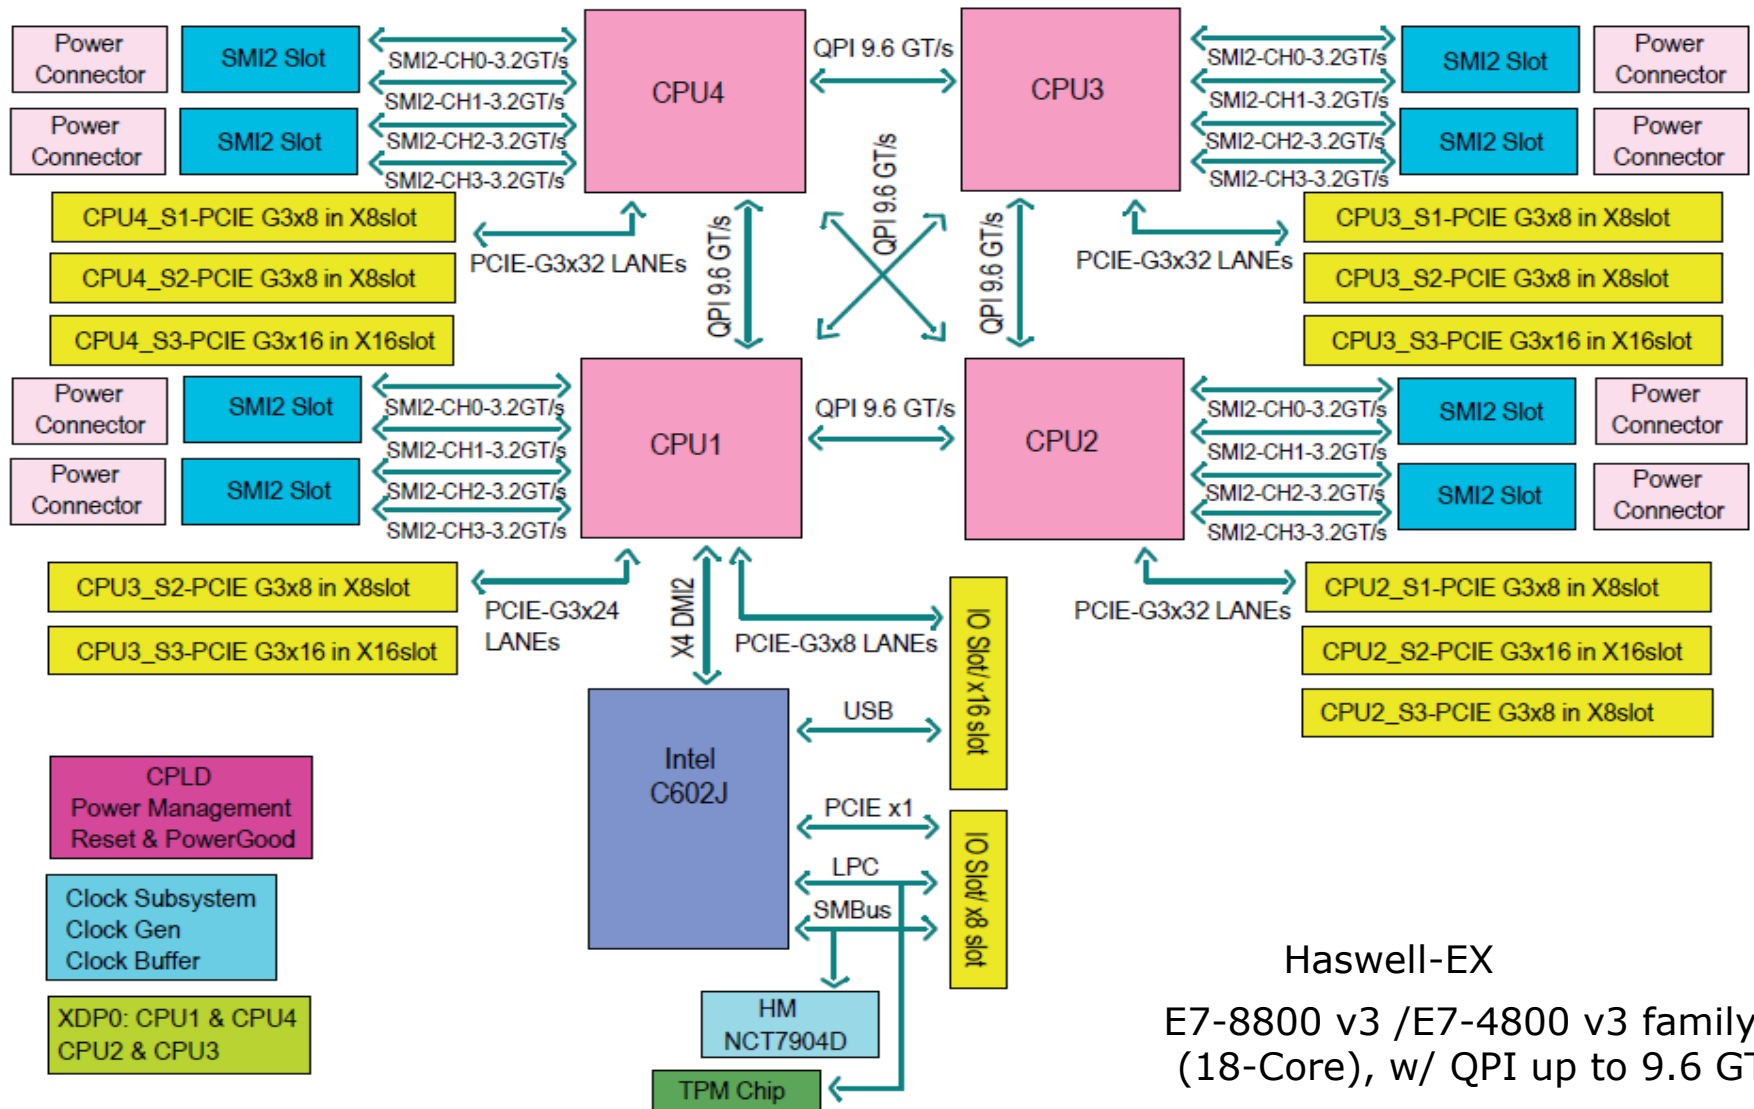 Power
Connector
SMI2 Slot
SMI2-CH0-3.2GT/s
SMI2-CH1-3.2GT/s
Power
Connector
SMI2 Slot
SMI2-CH2-3.2GT/s
SMI2-CH3-3.2GT/s
CPU4
QPI 9.6 GT/s
CPU3
SMI2-CH0-3.2GT/s
SMI2-CH1-3.2GT/s
SMI2-CH2-3.2GT/s
SMI2-CH3-3.2GT/s
SMI2 Slot
Power
Connector
SMI2 Slot
Power
Connector
CPU4_S1-PCIE G3x8 in X8slot
CPU4_S2-PCIE G3x8 in X8slot
CPU4_S3-PCIE G3x16 in X16slot
PCIE-G3x32 LANEs
QPI 9.6 GT/s
QPI 9.6 GT/s
QPI 9.6 GT/s
PCIE-G3x32 LANEs
CPU3_S1-PCIE G3x8 in X8slot
CPU3_S2-PCIE G3x8 in X8slot
CPU3_S3-PCIE G3x16 in X16slot
Power
Connector
SMI2 Slot
SMI2-CH0-3.2GT/s
SMI2-CH1-3.2GT/s
Power
Connector
SMI2 Slot
SMI2-CH2-3.2GT/s
SMI2-CH3-3.2GT/s
CPU1
QPI 9.6 GT/s
CPU2
SMI2-CH0-3.2GT/s
SMI2-CH1-3.2GT/s
SMI2-CH2-3.2GT/s
SMI2-CH3-3.2GT/s
SMI2 Slot
Power
Connector
SMI2 Slot
Power
Connector
CPU3_S2-PCIE G3x8 in X8slot
CPU3_S3-PCIE G3x16 in X16slot
PCIE-G3x24
LANEs
X4 DMI2
PCIE-G3x8 LANEs
IO Slot/ x16 slot
PCIE-G3x32 LANEs
CPU2_S1-PCIE G3x8 in X8slot
CPU2_S2-PCIE G3x16 in X16slot
CPU2_S3-PCIE G3x8 in X8slot
Intel
C602J
USB
PCIE x1
LPC
SMBus
IO Slot/ x8 slot
CPLD
Power Management
Reset & PowerGood
Clock Subsystem
Clock Gen
Clock Buffer
XDP0: CPU1 & CPU4
CPU2 & CPU3
HM
NCT7904D
TPM Chip
Haswell-EX
E7-8800 v3 /E7-4800 v3 family
(18-Core), w/ QPI up to 9.6 GT